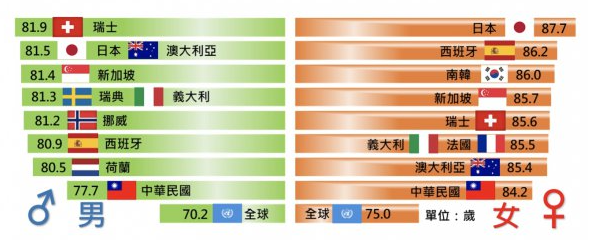 81.9 瑞士
81.5 日本 澳大利亞
81.4 新加坡
81.3 瑞典 義大利
81.2 挪威
80.9 西班牙
80.5 荷蘭
77.7 中華民國
70.2 全球
男
日本 87.7
西班牙 86.2
南韓 86.0
新加坡 85.7
瑞士 85.6
義大利 法國 85.5
澳大利亞 85.4
中華民國 84.2
全球 75.0
單位：歲
女